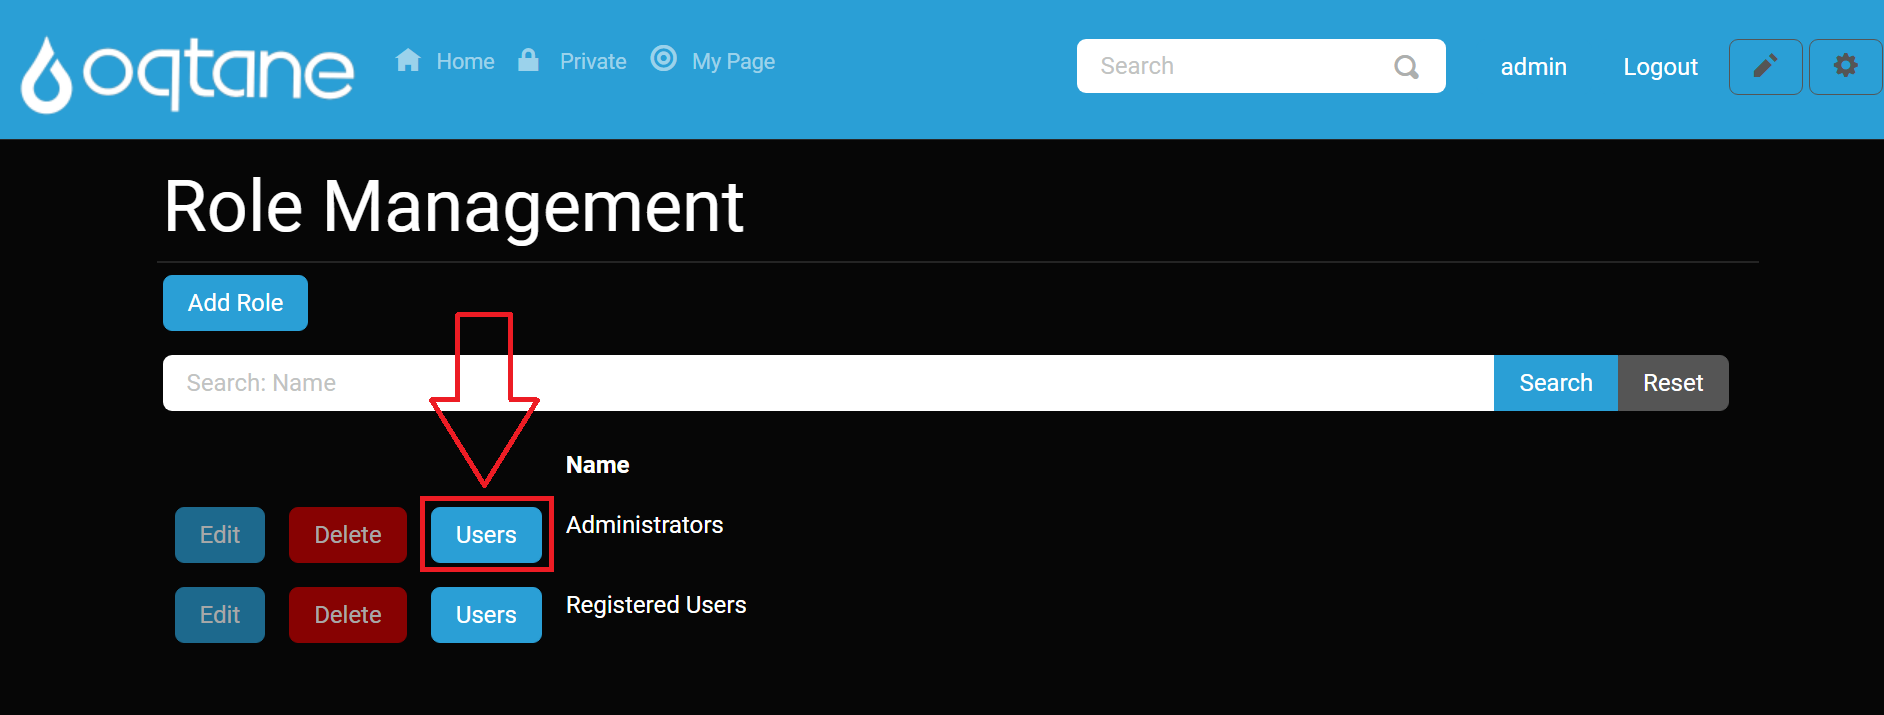 oqtane Home Private My Page Search admin Logout
Role Management
Add Role
Search: Name Search Reset
Name
Edit Delete Users Administrators
Edit Delete Users Registered Users